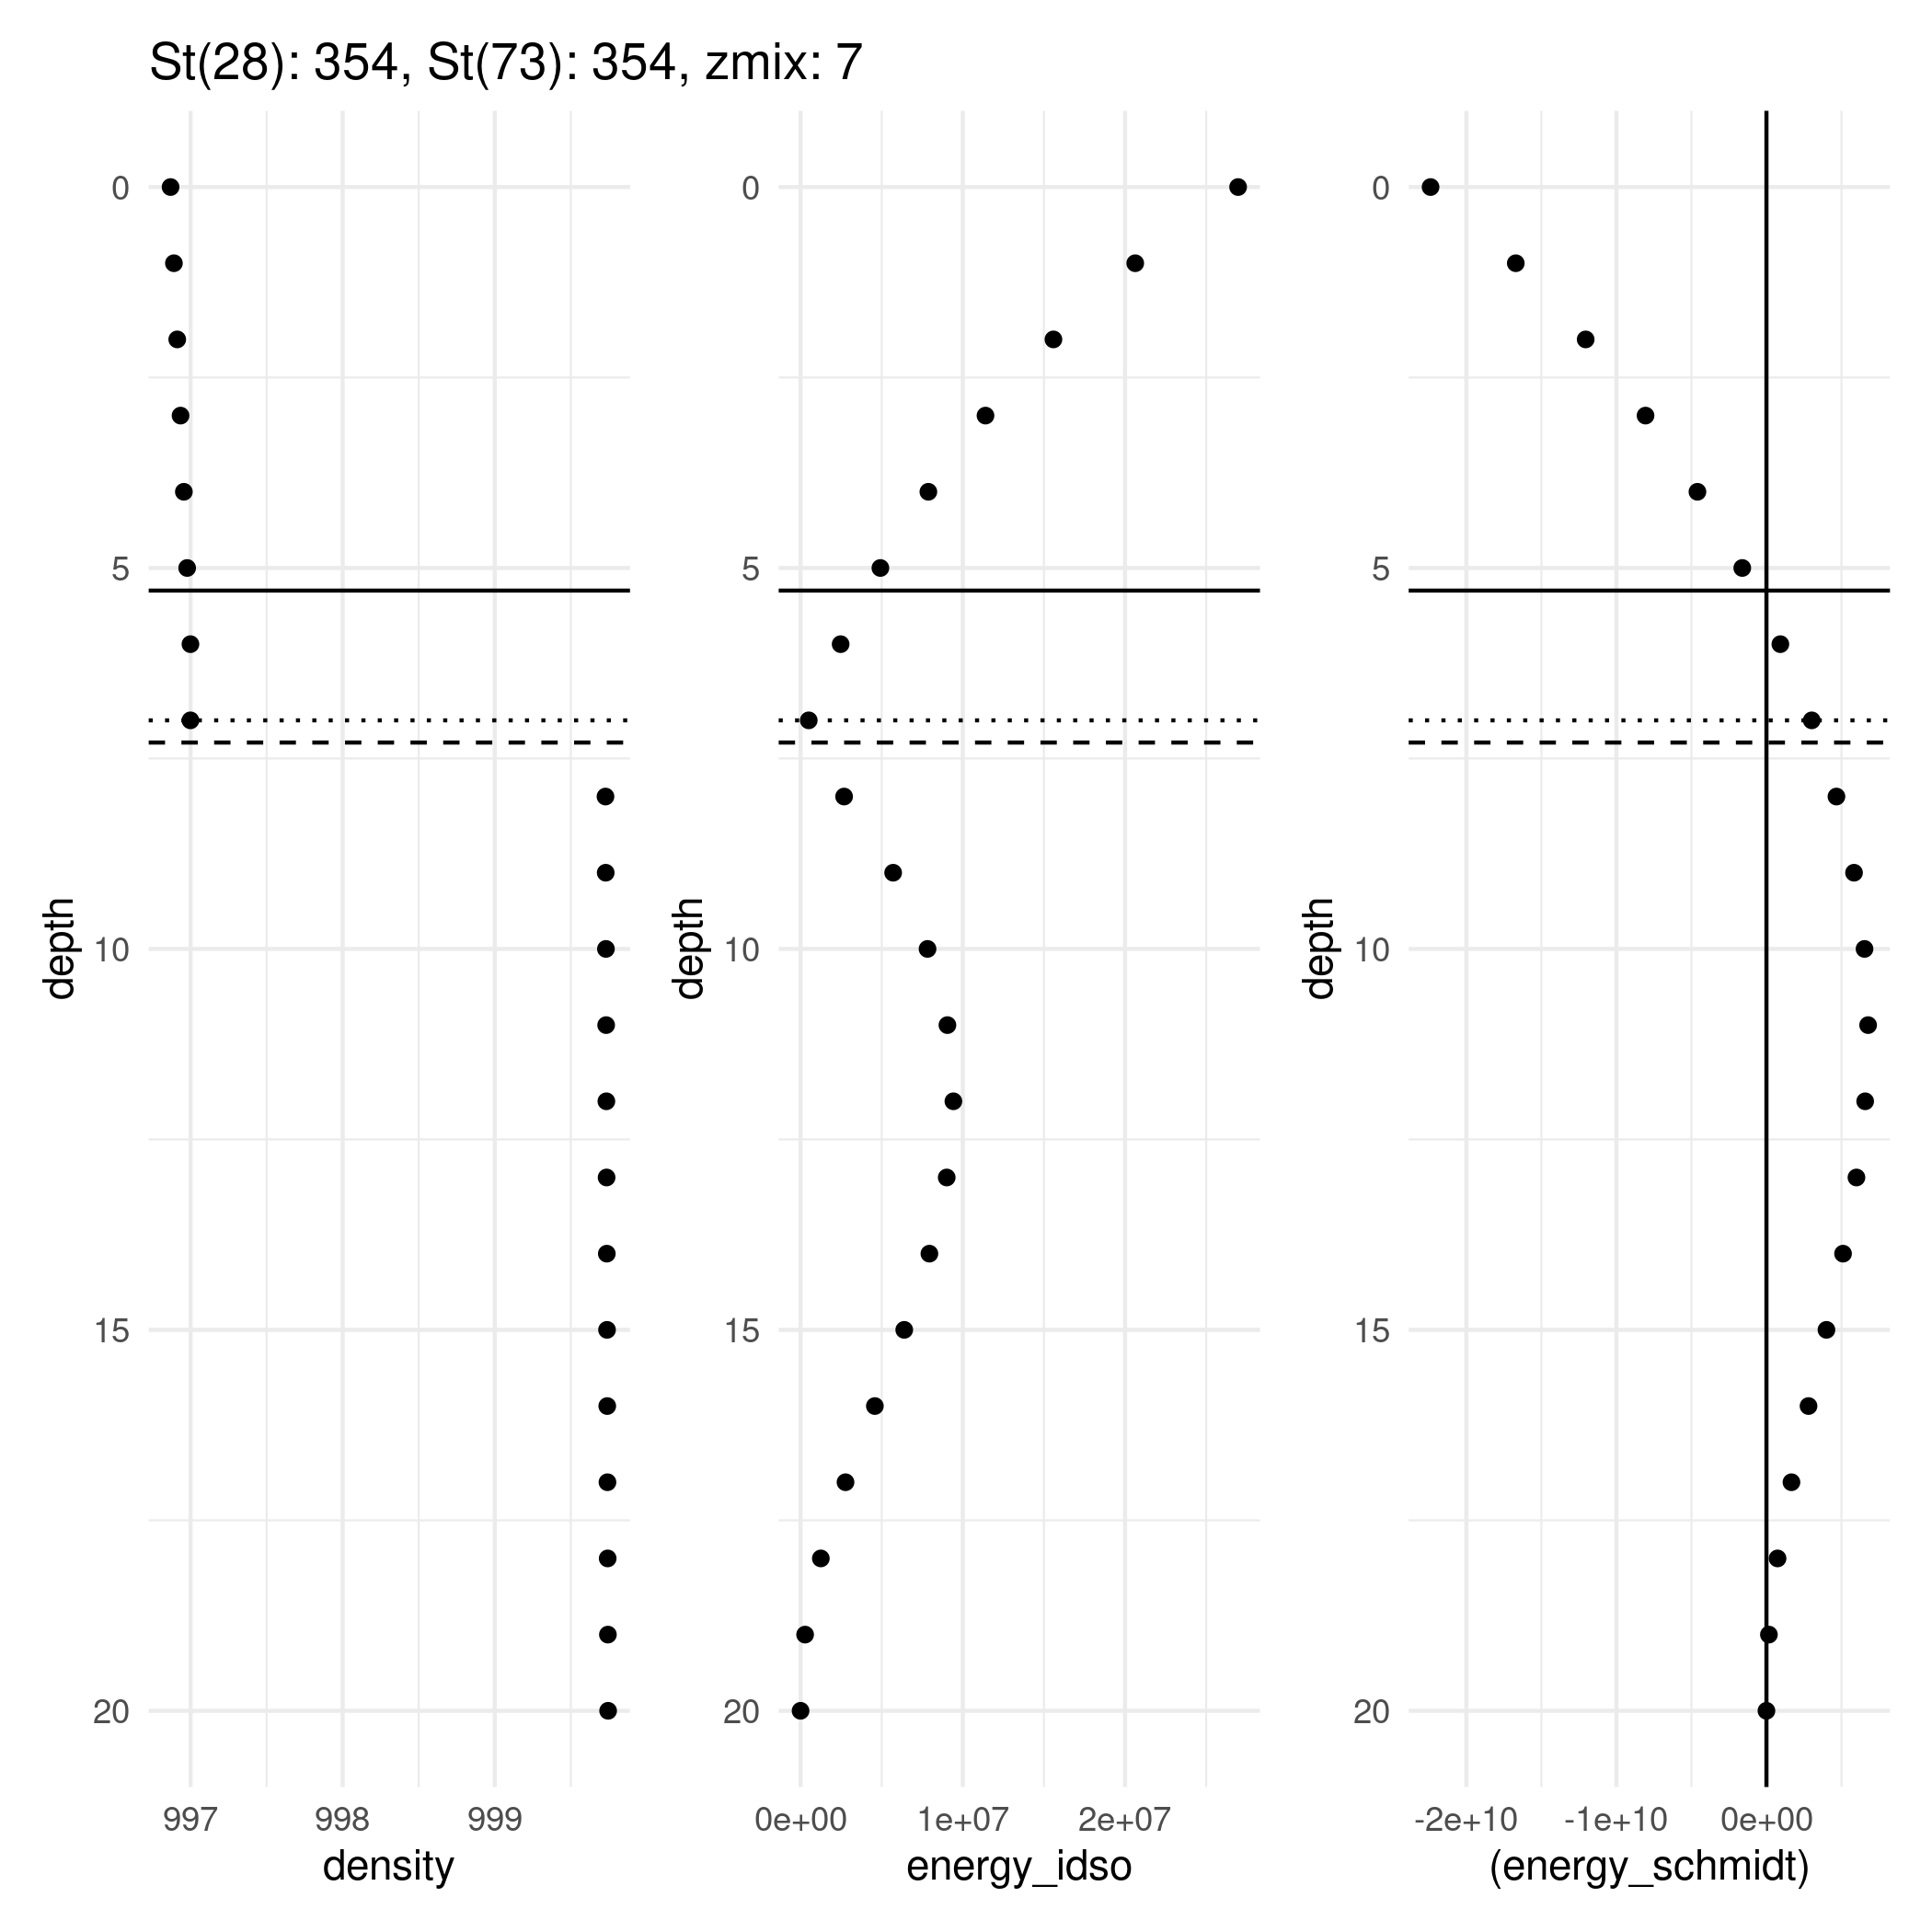 St(28): 354, St(73): 354, zmix: 7
depth
0
5
10
15
20
997 998 999
density
depth
0
5
10
15
20
0e+00 1e+07 2e+07
energy_idso
depth
0
5
10
15
20
-2e+10 -1e+10 0e+00
(energy_schmidt)